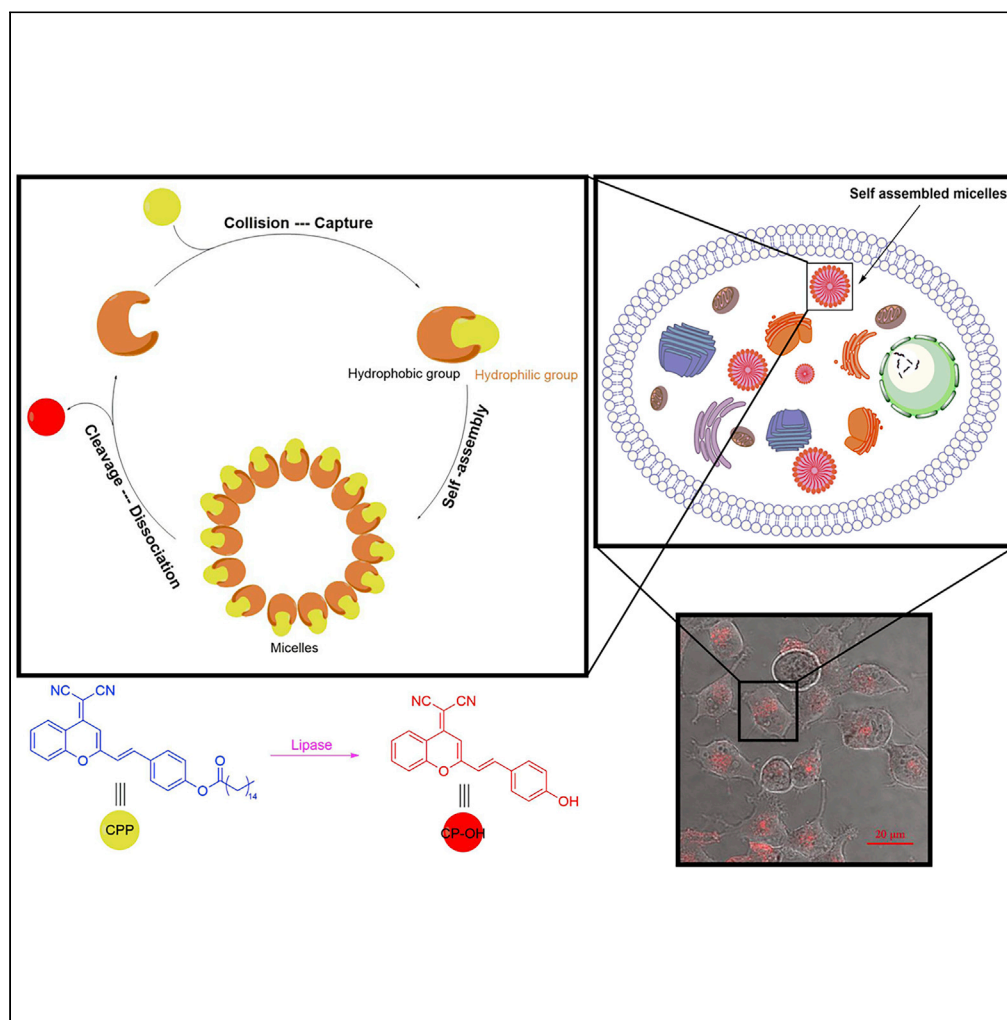 Self assembled micelles
Collision --- Capture
Hydrophobic group
Hydrophilic group
Self -assembly
Cleavage --- Dissociation
Micelles
NC
CN
O
O
O
14
CPP
Lipase
NC
CN
O
OH
CP-OH
20 μm